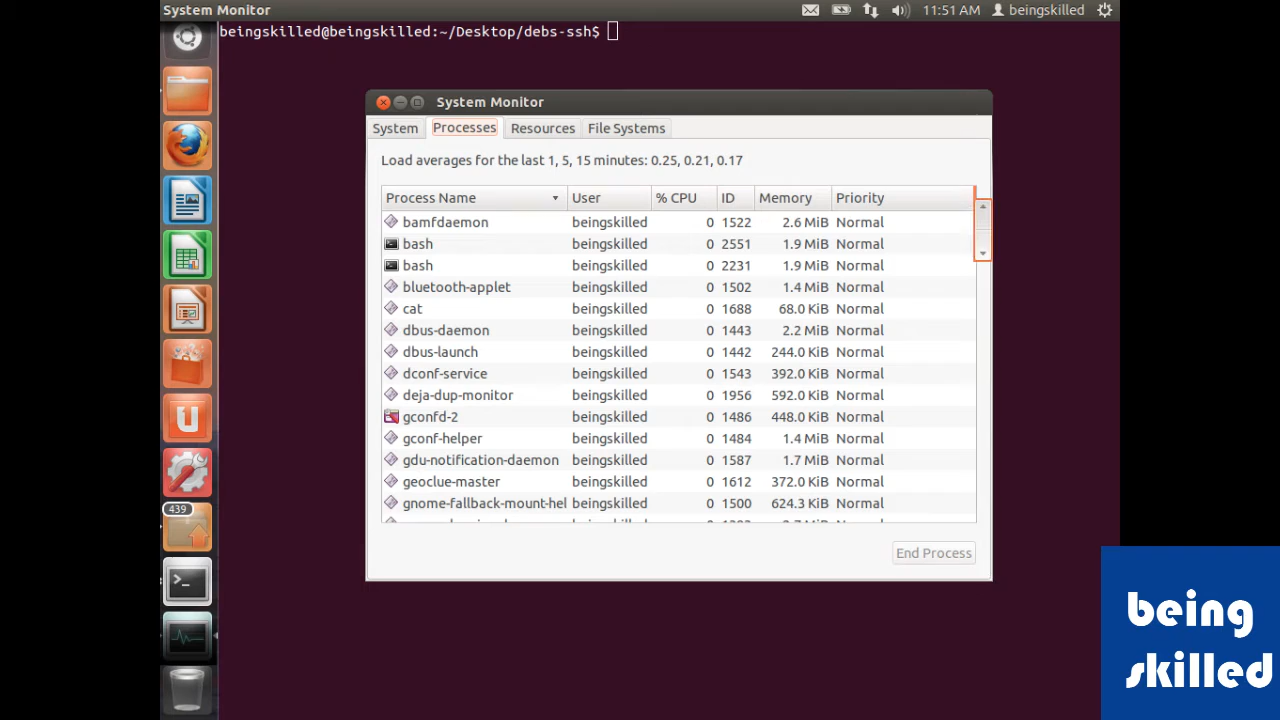 System Monitor 11:51 AM beingskilled
beingskilled@beingskilled:~/Desktop/debs-ssh$
System Monitor
System Processes Resources File Systems
Load averages for the last 1, 5, 15 minutes: 0.25, 0.21, 0.17
Process Name User % CPU ID Memory Priority
bamfdaemon beingskilled 0 1522 2.6 MiB Normal
bash beingskilled 0 2551 1.9 MiB Normal
bash beingskilled 0 2231 1.9 MiB Normal
bluetooth-applet beingskilled 0 1502 1.4 MiB Normal
cat beingskilled 0 1688 68.0 KiB Normal
dbus-daemon beingskilled 0 1443 2.2 MiB Normal
dbus-launch beingskilled 0 1442 244.0 KiB Normal
dconf-service beingskilled 0 1543 392.0 KiB Normal
deja-dup-monitor beingskilled 0 1956 592.0 KiB Normal
gconfd-2 beingskilled 0 1486 448.0 KiB Normal
gconf-helper beingskilled 0 1484 1.4 MiB Normal
gdu-notification-daemon beingskilled 0 1587 1.7 MiB Normal
geoclue-master beingskilled 0 1612 372.0 KiB Normal
gnome-fallback-mount-hel beingskilled 0 1500 624.3 KiB Normal
End Process
439
being
skilled